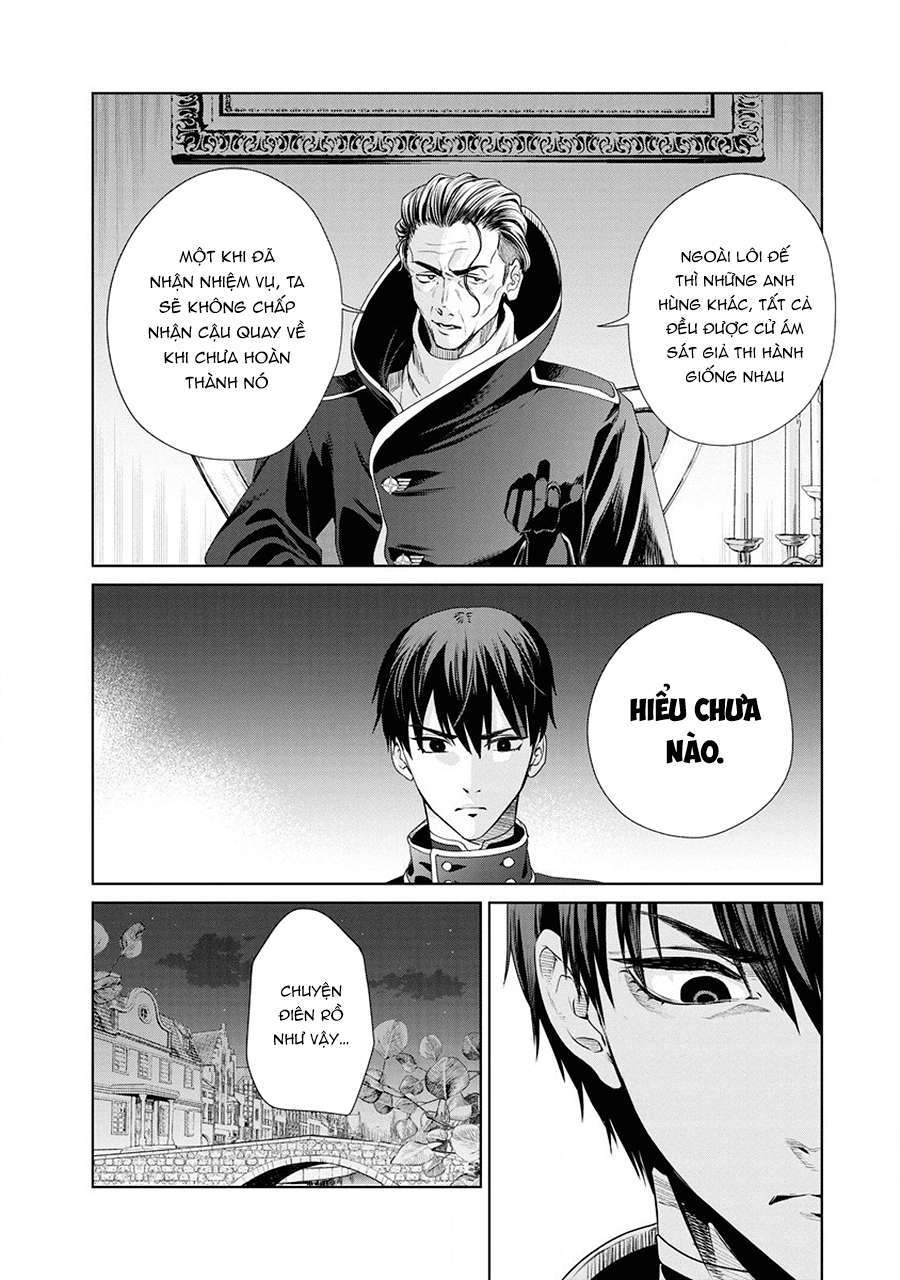 NGOÀI LÔI ĐẾ
THÌ NHỮNG ANH
HÙNG KHÁC, TẤT CẢ
ĐỀU ĐƯỢC CỬ ÁM
SÁT GIẢ THI HÀNH
GIỐNG NHAU
MỘT KHI ĐÃ
NHẬN NHIỆM VỤ, TA
SẼ KHÔNG CHẤP
NHẬN CẬU QUAY VỀ
KHI CHƯA HOÀN
THÀNH NÓ
HIỂU CHƯA
NÀO.
CHUYỆN
ĐIÊN RỒ
NHƯ VẬY...